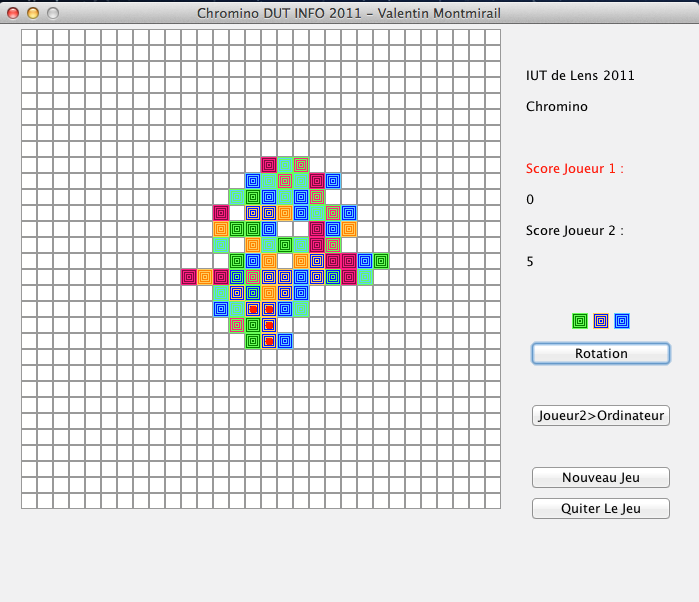 Chromino DUT INFO 2011 – Valentin Montmirail
IUT de Lens 2011
Chromino
Score Joueur 1 :
0
Score Joueur 2 :
5
Rotation
Joueur2>Ordinateur
Nouveau Jeu
Quiter Le Jeu